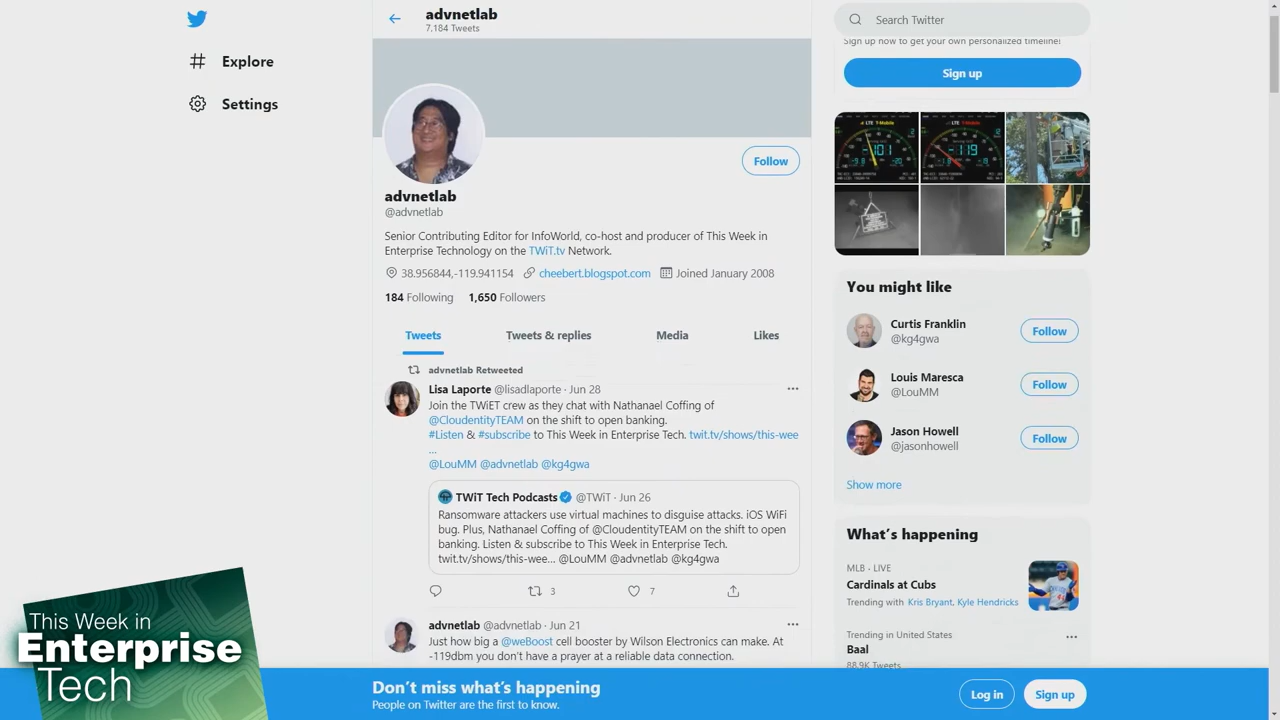 advnetlab
7,184 Tweets
Search Twitter
Explore
Settings
Sign up now to get your own personalized timeline!
Sign up
Follow
advnetlab
@advnetlab
Senior Contributing Editor for InfoWorld, co-host and producer of This Week in
Enterprise Technology on the TWiT.tv Network.
38.956844,-119.941154 cheebert.blogspot.com Joined January 2008
184 Following 1,650 Followers
Tweets Tweets & replies Media Likes
advnetlab Retweeted
Lisa Laporte @lisadlaporte · Jun 28
Join the TWiET crew as they chat with Nathanael Coffing of
@CloudentityTEAM on the shift to open banking.
#Listen & #subscribe to This Week in Enterprise Tech. twit.tv/shows/this-wee
...
@LouMM @advnetlab @kg4gwa
TWiT Tech Podcasts @TWiT · Jun 26
Ransomware attackers use virtual machines to disguise attacks. iOS WiFi
bug. Plus, Nathanael Coffing of @CloudentityTEAM on the shift to open
banking. Listen & subscribe to This Week in Enterprise Tech.
twit.tv/shows/this-wee... @LouMM @advnetlab @kg4gwa
3 7
advnetlab @advnetlab · Jun 21
Just how big a @weBoost cell booster by Wilson Electronics can make. At
-119dbm you don't have a prayer at a reliable data connection.
LTE T-Mobile
-101
LTE T-Mobile
-119
You might like
Curtis Franklin
@kg4gwa
Follow
Louis Maresca
@LouMM
Follow
Jason Howell
@jasonhowell
Follow
Show more
What's happening
MLB · LIVE
Cardinals at Cubs
Trending with Kris Bryant, Kyle Hendricks
Trending in United States
Baal
88.9K Tweets
This Week in
Enterprise
Tech
Don't miss what's happening
People on Twitter are the first to know.
Log in
Sign up